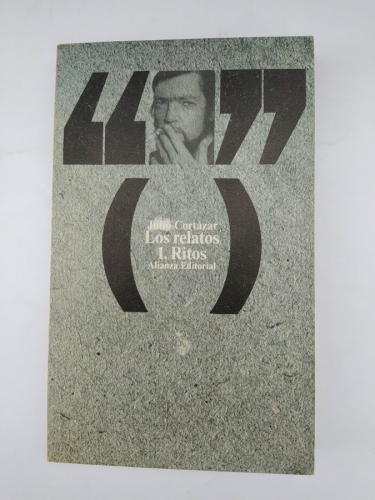 “ ”
( )
Julio Cortázar
Los relatos
1. Ritos
Alianza Editorial